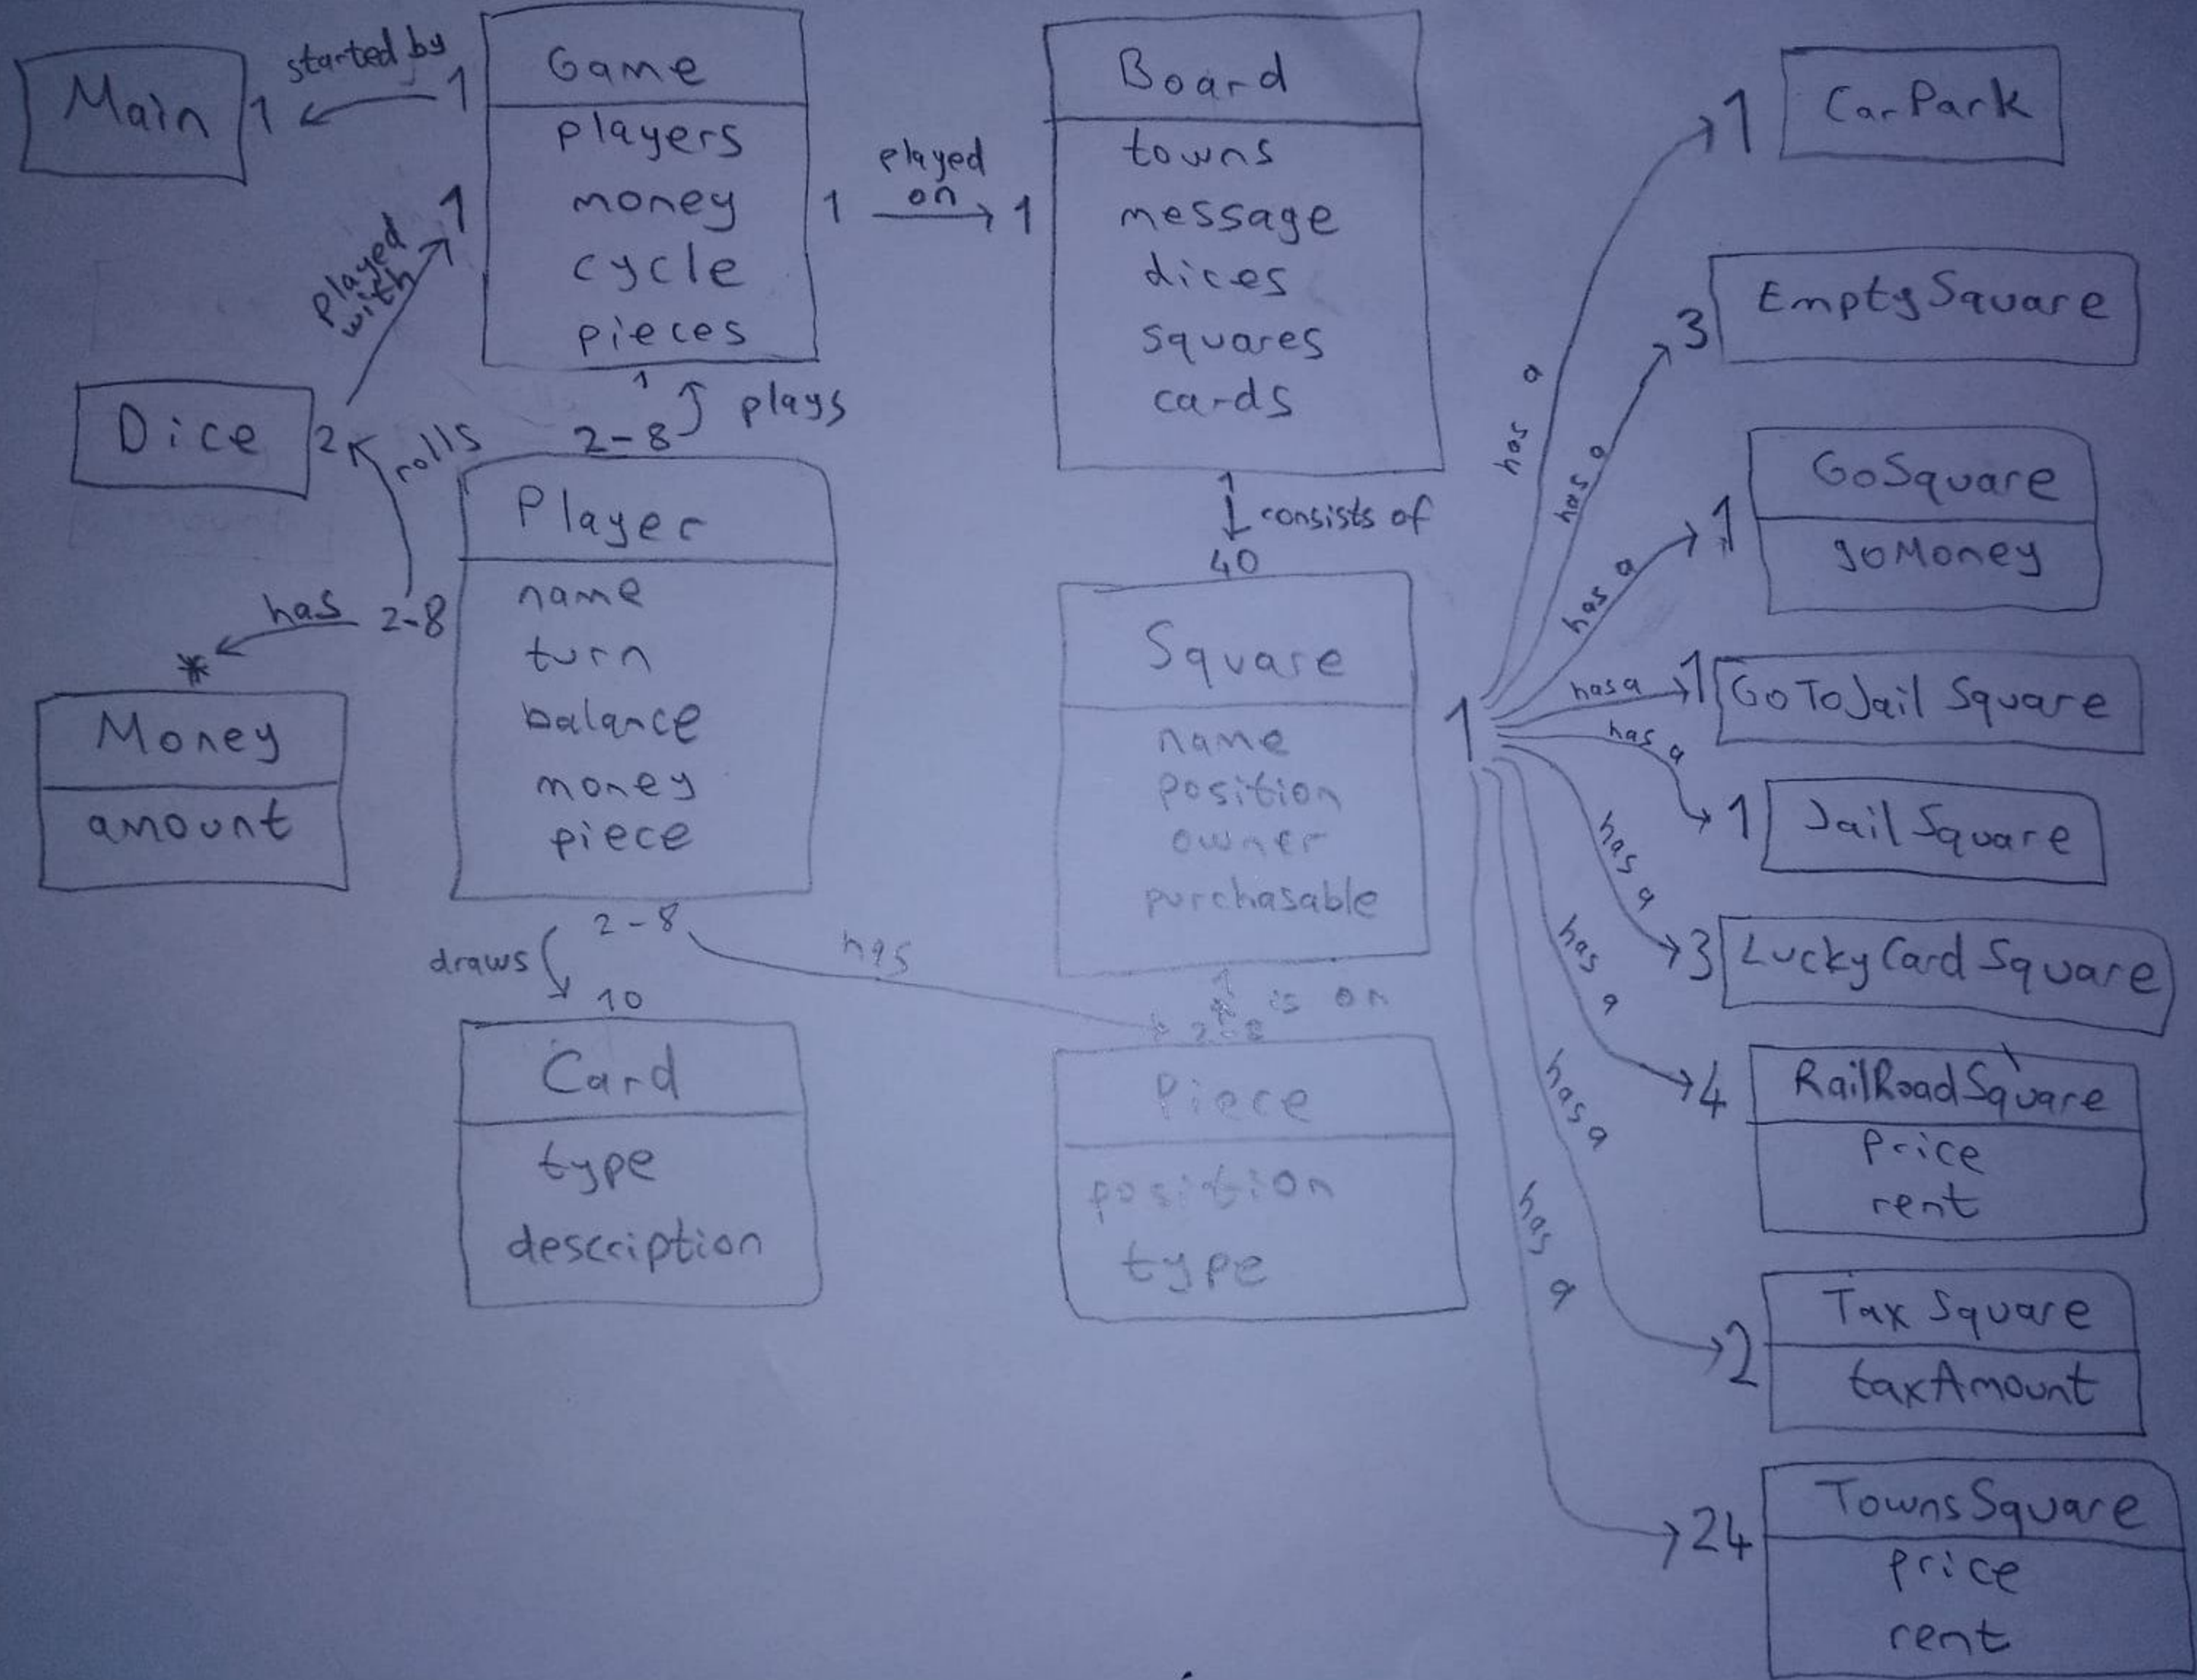 Main
1
started by
1
Game
players
money
cycle
pieces
1
played
with
1
played
on
1
Board
towns
message
dices
squares
cards
Dice
2
rolls
1
plays
2-8
Player
name
turn
balance
money
piece
2-8
has
*
Money
amount
2-8
draws
10
Card
type
description
has
1
consists of
40
Square
name
position
owner
purchasable
1
is on
2-8
Piece
position
type
1
has a
1
CarPark
has a
3
EmptySquare
has a
1
GoSquare
goMoney
has a
1
GoToJail Square
has a
1
Jail Square
has a
3
LuckyCard Square
has a
4
RailRoadSquare
Price
rent
has a
2
Tax Square
taxAmount
has a
24
TownsSquare
price
rent